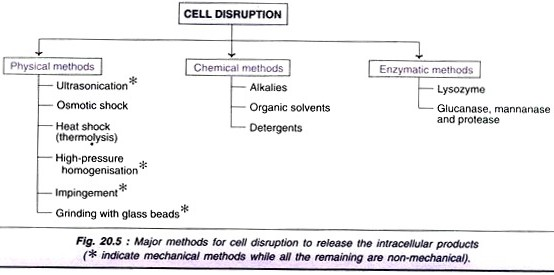 CELL DISRUPTION
Physical methods
Chemical methods
Enzymatic methods
Ultrasonication*
Osmotic shock
Heat shock
(thermolysis)
High-pressure
homogenisation*
Impingement*
Grinding with glass beads*
Alkalies
Organic solvents
Detergents
Lysozyme
Glucanase, mannanase
and protease
Fig. 20.5 : Major methods for cell disruption to release the intracellular products
(* indicate mechanical methods while all the remaining are non-mechanical).